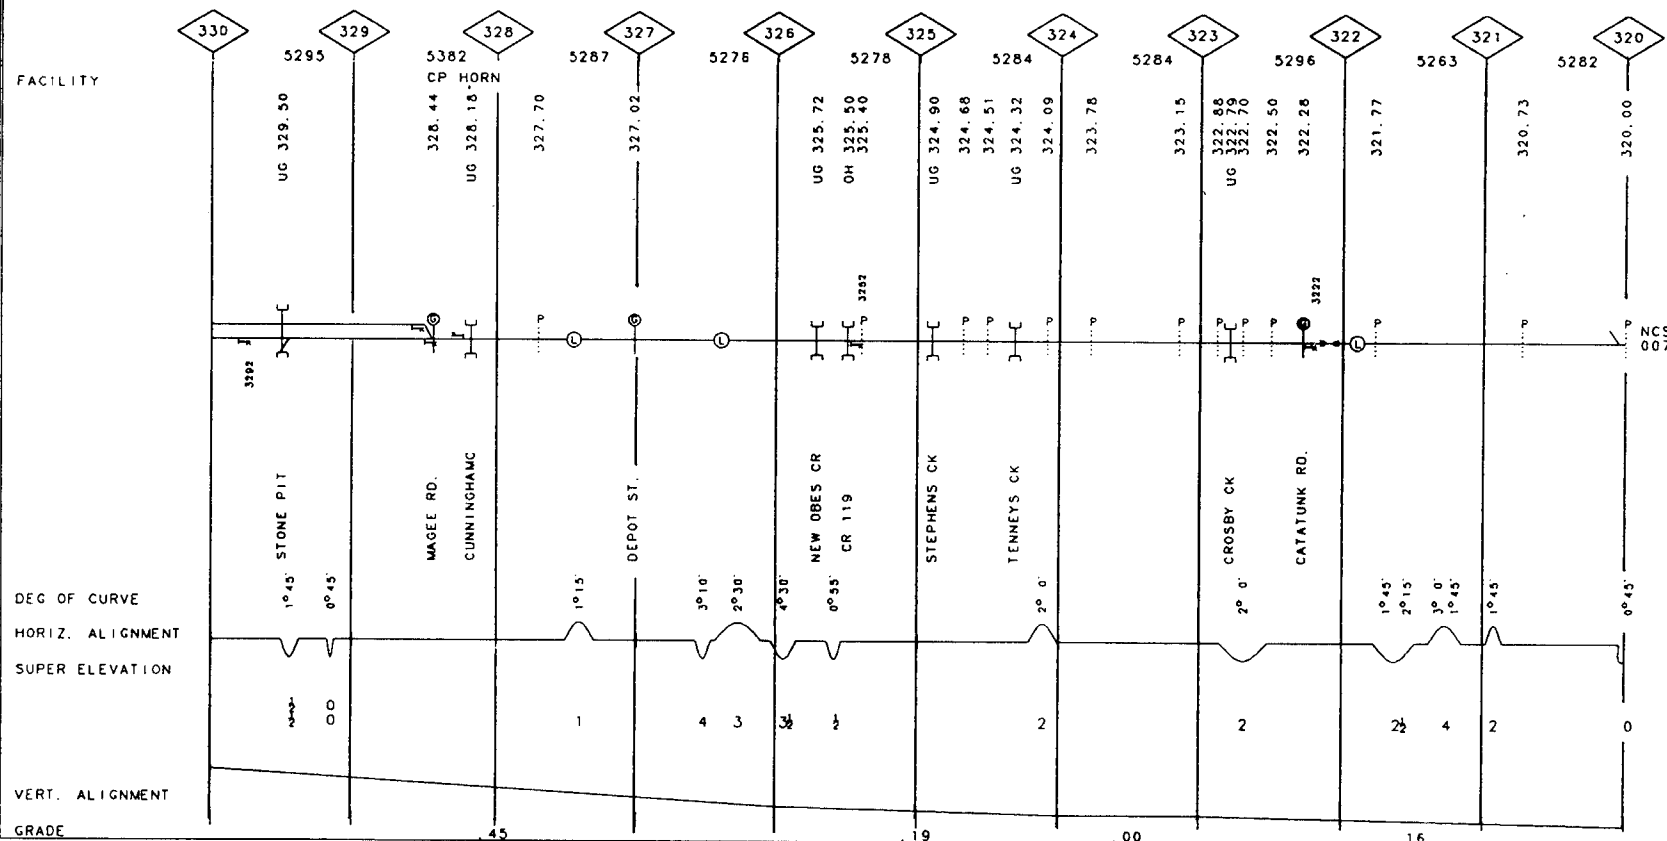 330 329 328 327 326 325 324 323 322 321 320
5295 5382 5287 5276 5278 5284 5284 5296 5263 5282
FACILITY
CP HORN
UG 329.50
328.44
UG 328.18
327.70
327.02
UG 325.72
OH 325.50
325.40
UG 324.90
324.68
324.51
UG 324.32
324.09
323.78
323.15
322.88
UG 322.79
322.70
322.50
322.28
321.77
320.73
320.00
3292
G
P
L
G
L
3252
P
P
P
P
P
P
P
P
P
G
3222
L
P
P
P
NCS
007
STONE PIT
MAGEE RD.
CUNNINGHAMC
DEPOT ST.
NEW OBES CR
CR 119
STEPHENS CK
TENNEYS CK
CROSBY CK
CATATUNK RD.
DEG OF CURVE
1°45' 0°45' 1°15' 3°10' 2°30' 4°30' 0°55' 2° 0' 2° 0' 1°45' 2°15' 3° 0' 1°45' 1°45' 0°45'
HORIZ. ALIGNMENT
SUPER ELEVATION
0
½ 0 1 4 3 3½ ½ 2 2 2½ 4 2 0
VERT. ALIGNMENT
GRADE
.45 .19 .00 .16